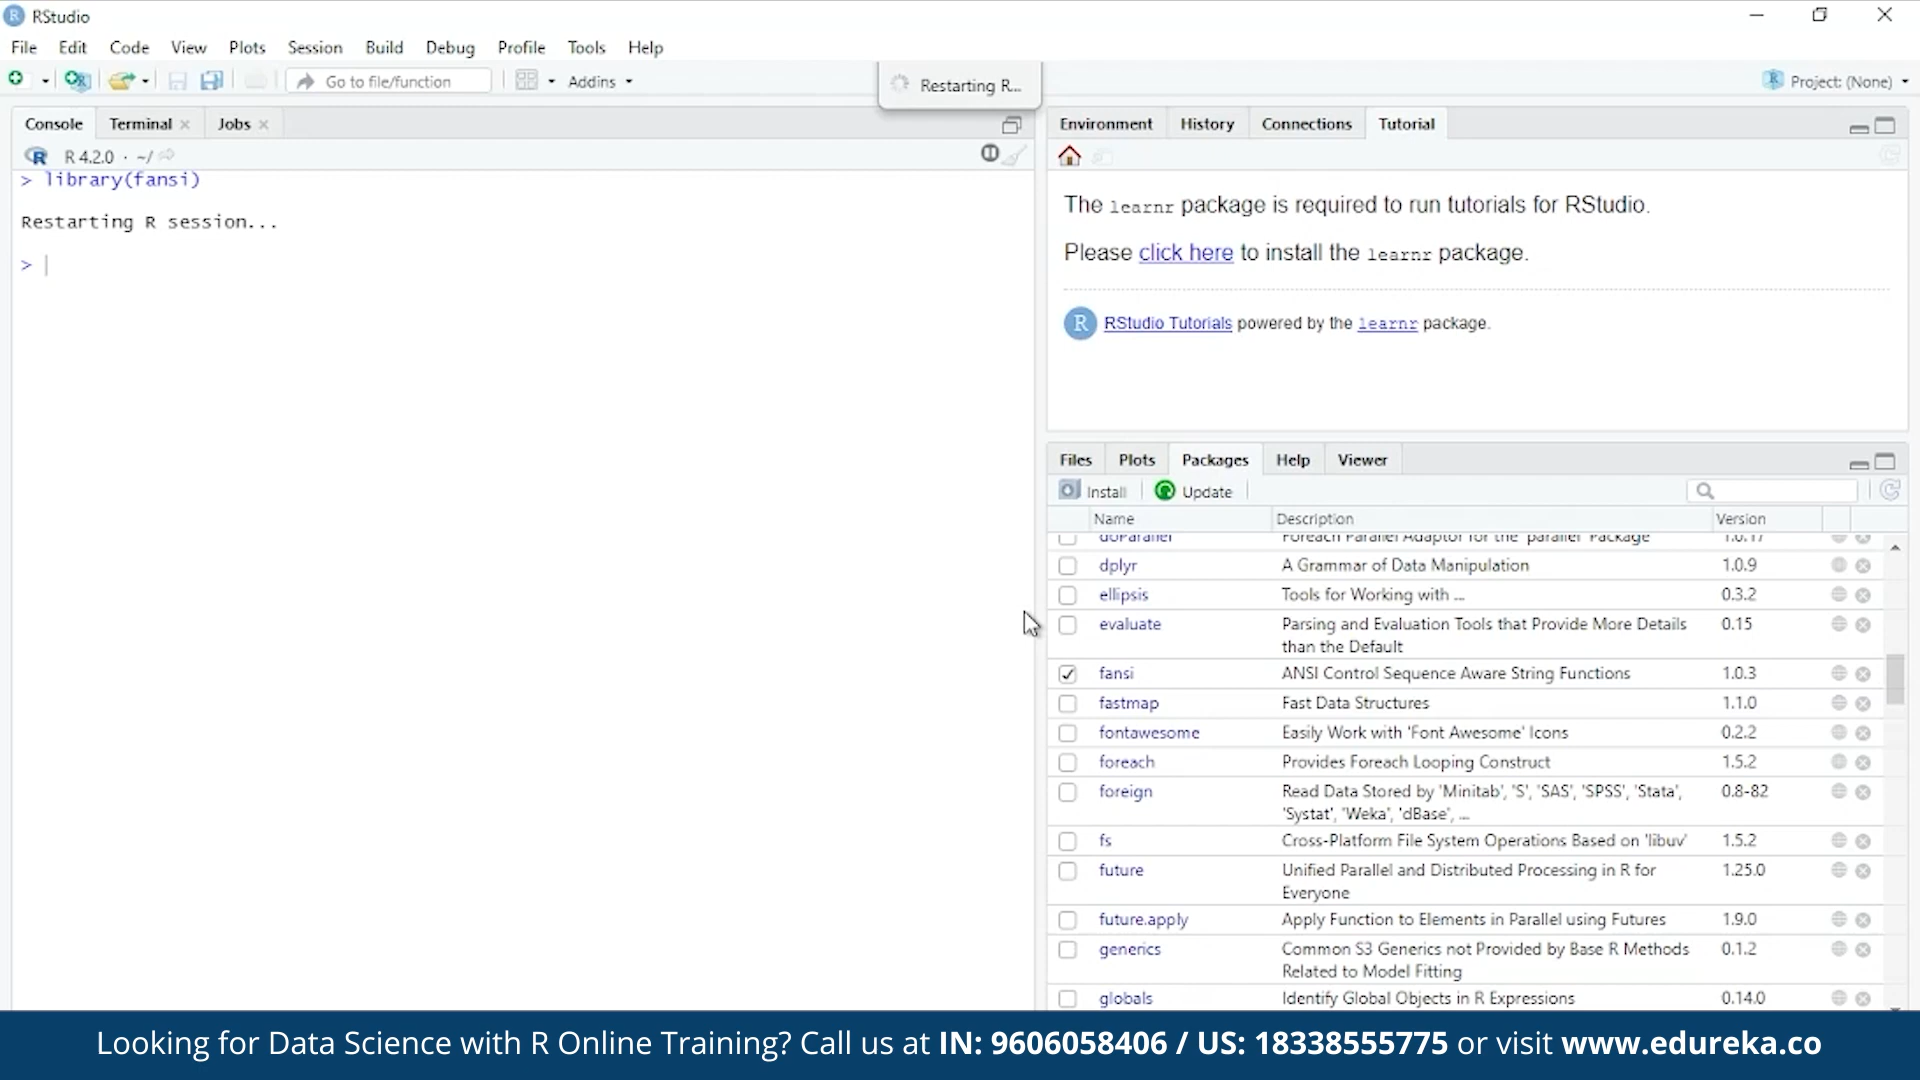 RStudio
File Edit Code View Plots Session Build Debug Profile Tools Help
Go to file/function Addins Restarting R... Project: (None)
Console Terminal Jobs
R 4.2.0 · ~/
> library(fansi)
Restarting R session...
>
Environment History Connections Tutorial
The learnr package is required to run tutorials for RStudio.
Please click here to install the learnr package.
R RStudio Tutorials powered by the learnr package.
Files Plots Packages Help Viewer
Install Update
Name Description Version
doParallel Foreach Parallel Adaptor for the 'parallel' Package 1.0.17
dplyr A Grammar of Data Manipulation 1.0.9
ellipsis Tools for Working with ... 0.3.2
evaluate Parsing and Evaluation Tools that Provide More Details 0.15
than the Default
fansi ANSI Control Sequence Aware String Functions 1.0.3
fastmap Fast Data Structures 1.1.0
fontawesome Easily Work with 'Font Awesome' Icons 0.2.2
foreach Provides Foreach Looping Construct 1.5.2
foreign Read Data Stored by 'Minitab', 'S', 'SAS', 'SPSS', 'Stata', 0.8-82
'Systat', 'Weka', 'dBase', ...
fs Cross-Platform File System Operations Based on 'libuv' 1.5.2
future Unified Parallel and Distributed Processing in R for 1.25.0
Everyone
future.apply Apply Function to Elements in Parallel using Futures 1.9.0
generics Common S3 Generics not Provided by Base R Methods 0.1.2
Related to Model Fitting
globals Identify Global Objects in R Expressions 0.14.0
Looking for Data Science with R Online Training? Call us at IN: 9606058406 / US: 18338555775 or visit www.edureka.co